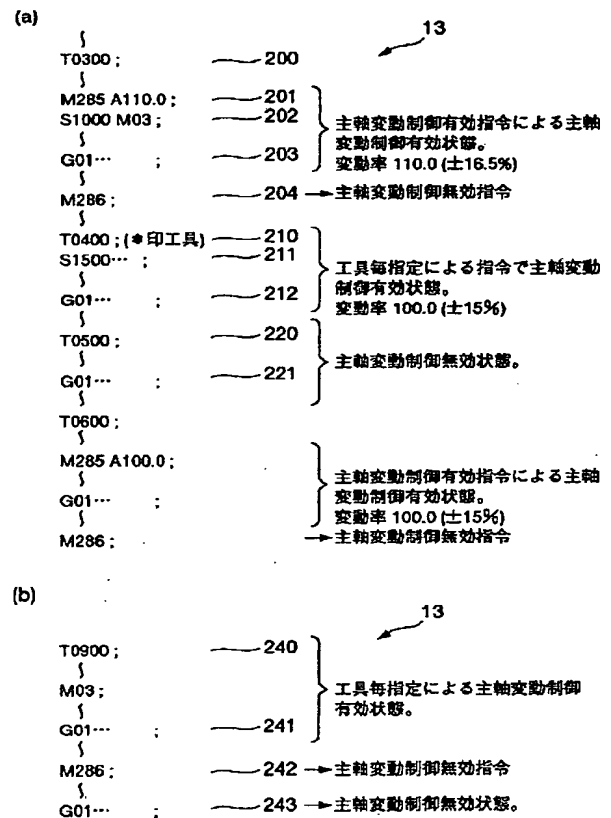 (a)
13
T0300 ; 200
M285 A110.0 ; 201
S1000 M03 ; 202
G01… ; 203
主軸変動制御有効指令による主軸
変動制御有効状態。
変動率 110.0 (±16.5%)
M286 ; 204 → 主軸変動制御無効指令
T0400 ; (*印工具) 210
S1500… ; 211
G01… ; 212
工具毎指定による指令で主軸変動
制御有効状態。
変動率 100.0 (±15%)
T0500 ; 220
G01… ; 221
主軸変動制御無効状態。
T0600 ;
M285 A100.0 ;
G01… ;
主軸変動制御有効指令による主軸
変動制御有効状態。
変動率 100.0 (±15%)
M286 ; → 主軸変動制御無効指令
(b)
13
T0900 ; 240
M03 ;
G01… ; 241
工具毎指定による主軸変動制御
有効状態。
M286 ; 242 → 主軸変動制御無効指令
G01… ; 243 → 主軸変動制御無効状態。